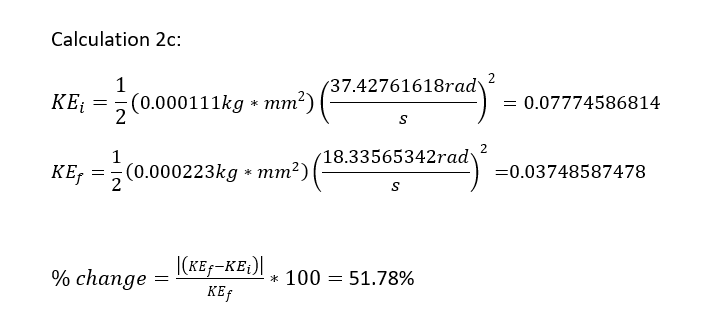 Calculation 2c:
KE_i = 1/2 (0.000111kg * mm²) (37.42761618rad/s)² = 0.07774586814
KE_f = 1/2 (0.000223kg * mm²) (18.33565342rad/s)² =0.03748587478
% change = |(KE_f−KE_i)|/KE_f * 100 = 51.78%